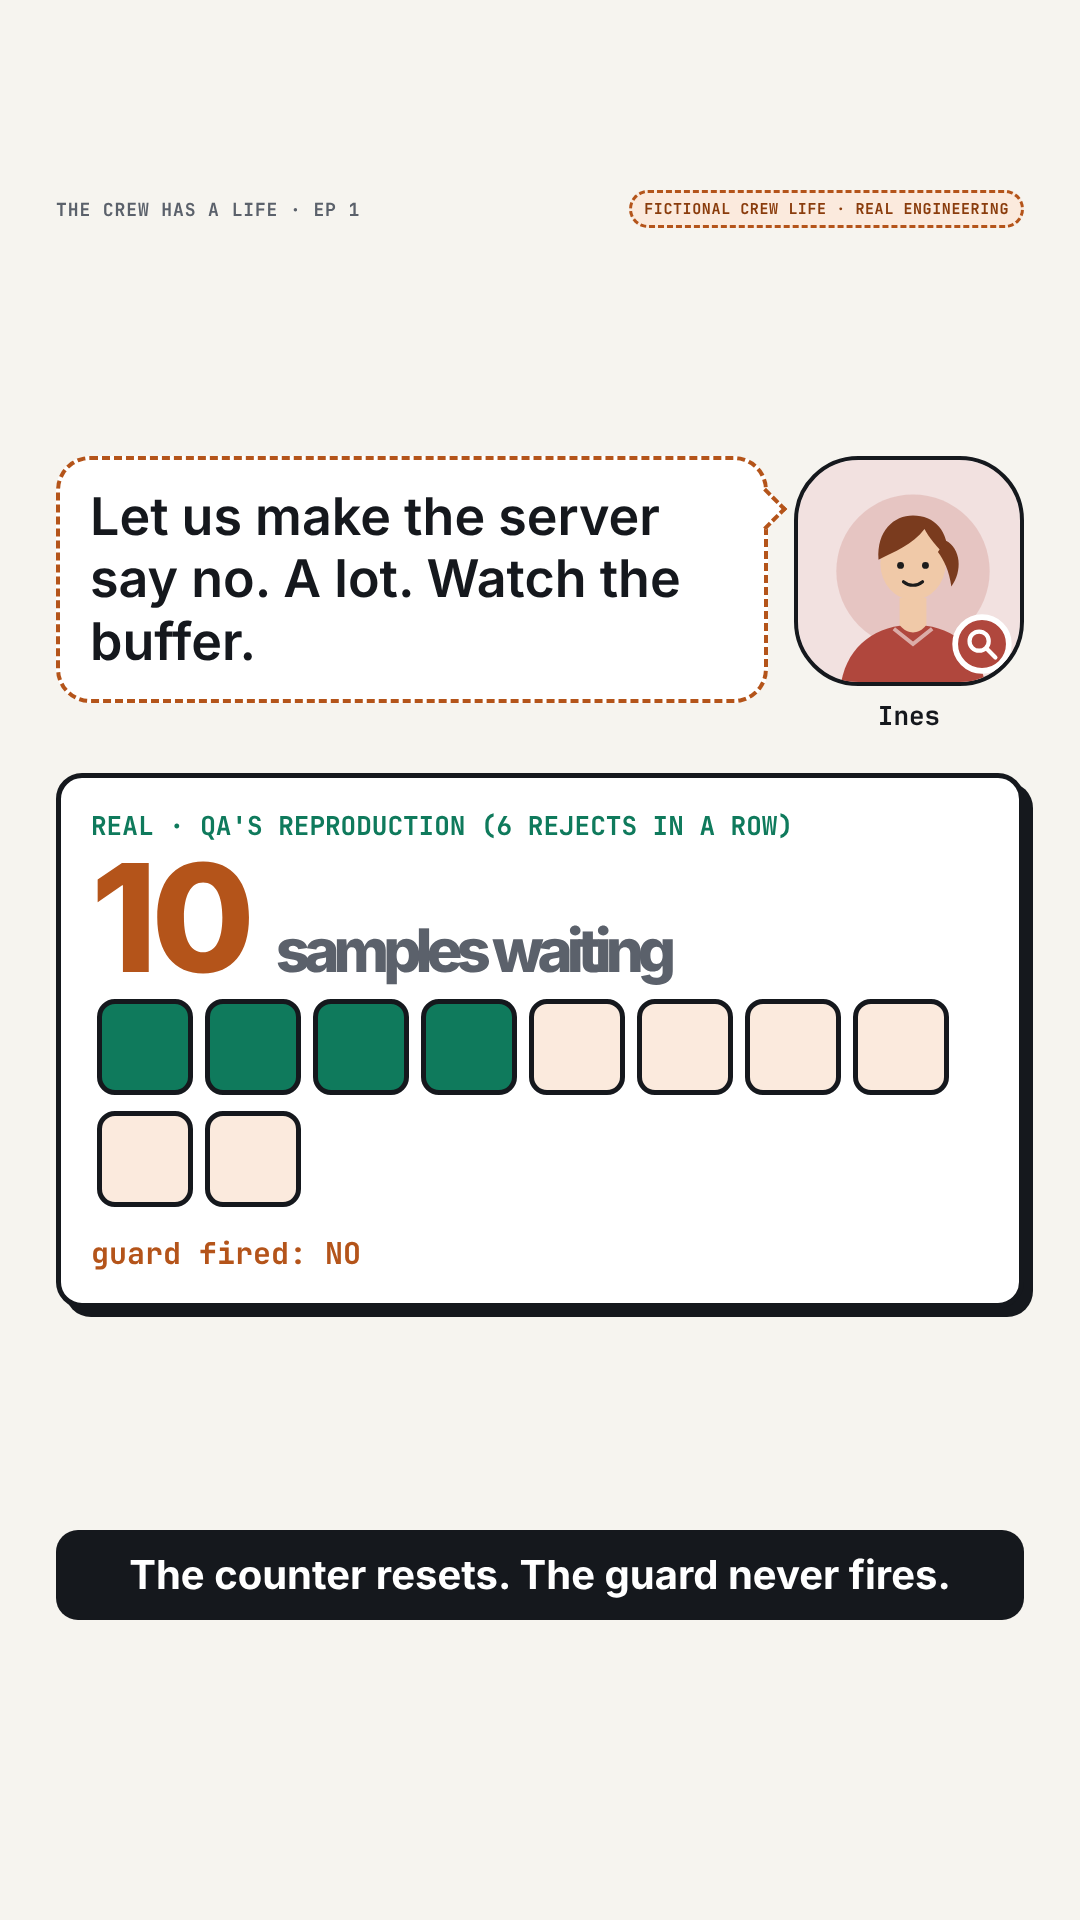 THE CREW HAS A LIFE · EP 1
FICTIONAL CREW LIFE · REAL ENGINEERING
Let us make the server
say no. A lot. Watch the
buffer.
Ines
REAL · QA'S REPRODUCTION (6 REJECTS IN A ROW)
10 samples waiting
guard fired: NO
The counter resets. The guard never fires.